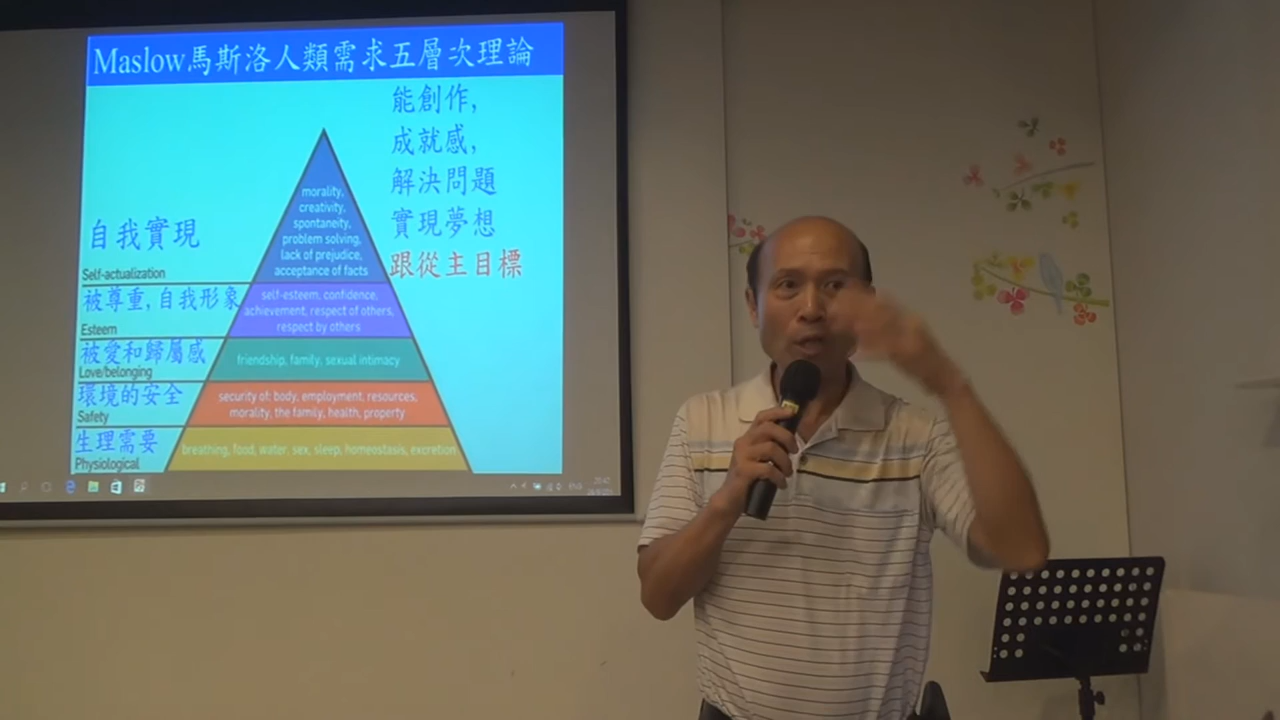 Maslow馬斯洛人類需求五層次理論
能創作,
成就感,
解決問題
實現夢想
跟從主目標
morality,
creativity,
spontaneity,
problem solving,
lack of prejudice,
acceptance of facts
自我實現
Self-actualization
被尊重,自我形象
self-esteem, confidence,
achievement, respect of others,
respect by others
Esteem
被愛和歸屬感
friendship, family, sexual intimacy
Love/belonging
環境的安全
security of: body, employment, resources,
morality, the family, health, property
Safety
生理需要
breathing, food, water, sex, sleep, homeostasis, excretion
Physiological